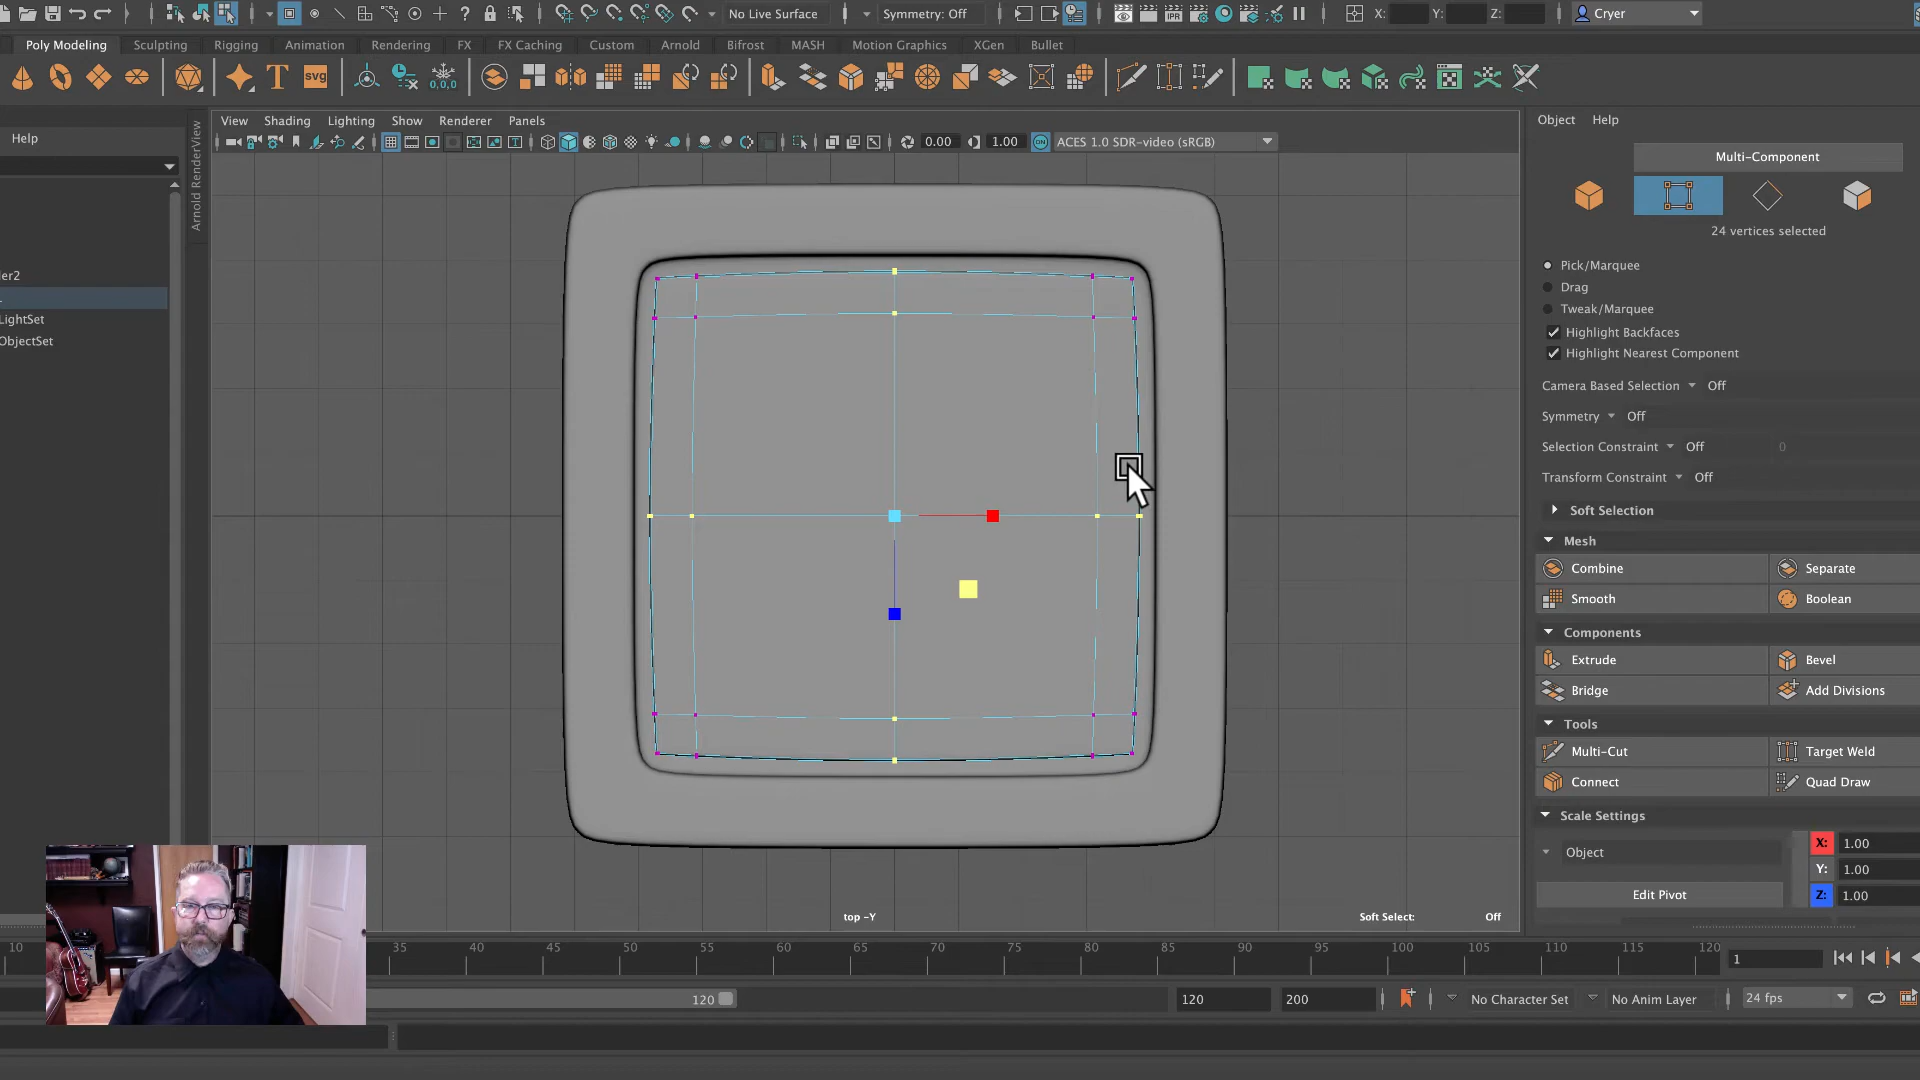 No Live Surface
Symmetry: Off
X:
Y:
Z:
Cryer
Poly Modeling
Sculpting
Rigging
Animation
Rendering
FX
FX Caching
Custom
Arnold
Bifrost
MASH
Motion Graphics
XGen
Bullet
T
svg
0,0,0
IPR
View
Shading
Lighting
Show
Renderer
Panels
Object
Help
Help
0.00
1.00
ON
ACES 1.0 SDR-video (sRGB)
Arnold RenderView
Multi-Component
24 vertices selected
Pick/Marquee
Drag
Tweak/Marquee
Highlight Backfaces
Highlight Nearest Component
Camera Based Selection
Off
Symmetry
Off
Selection Constraint
Off
0
Transform Constraint
Off
Soft Selection
Mesh
Combine
Separate
Smooth
Boolean
Components
Extrude
Bevel
Bridge
Add Divisions
Tools
Multi-Cut
Target Weld
Connect
Quad Draw
Scale Settings
Object
X:
1.00
Y:
1.00
Edit Pivot
Z:
1.00
ler2
LightSet
ObjectSet
top -Y
Soft Select:
Off
10
35
40
45
50
55
60
65
70
75
80
85
90
95
100
105
110
115
120
1
120
120
200
No Character Set
No Anim Layer
24 fps